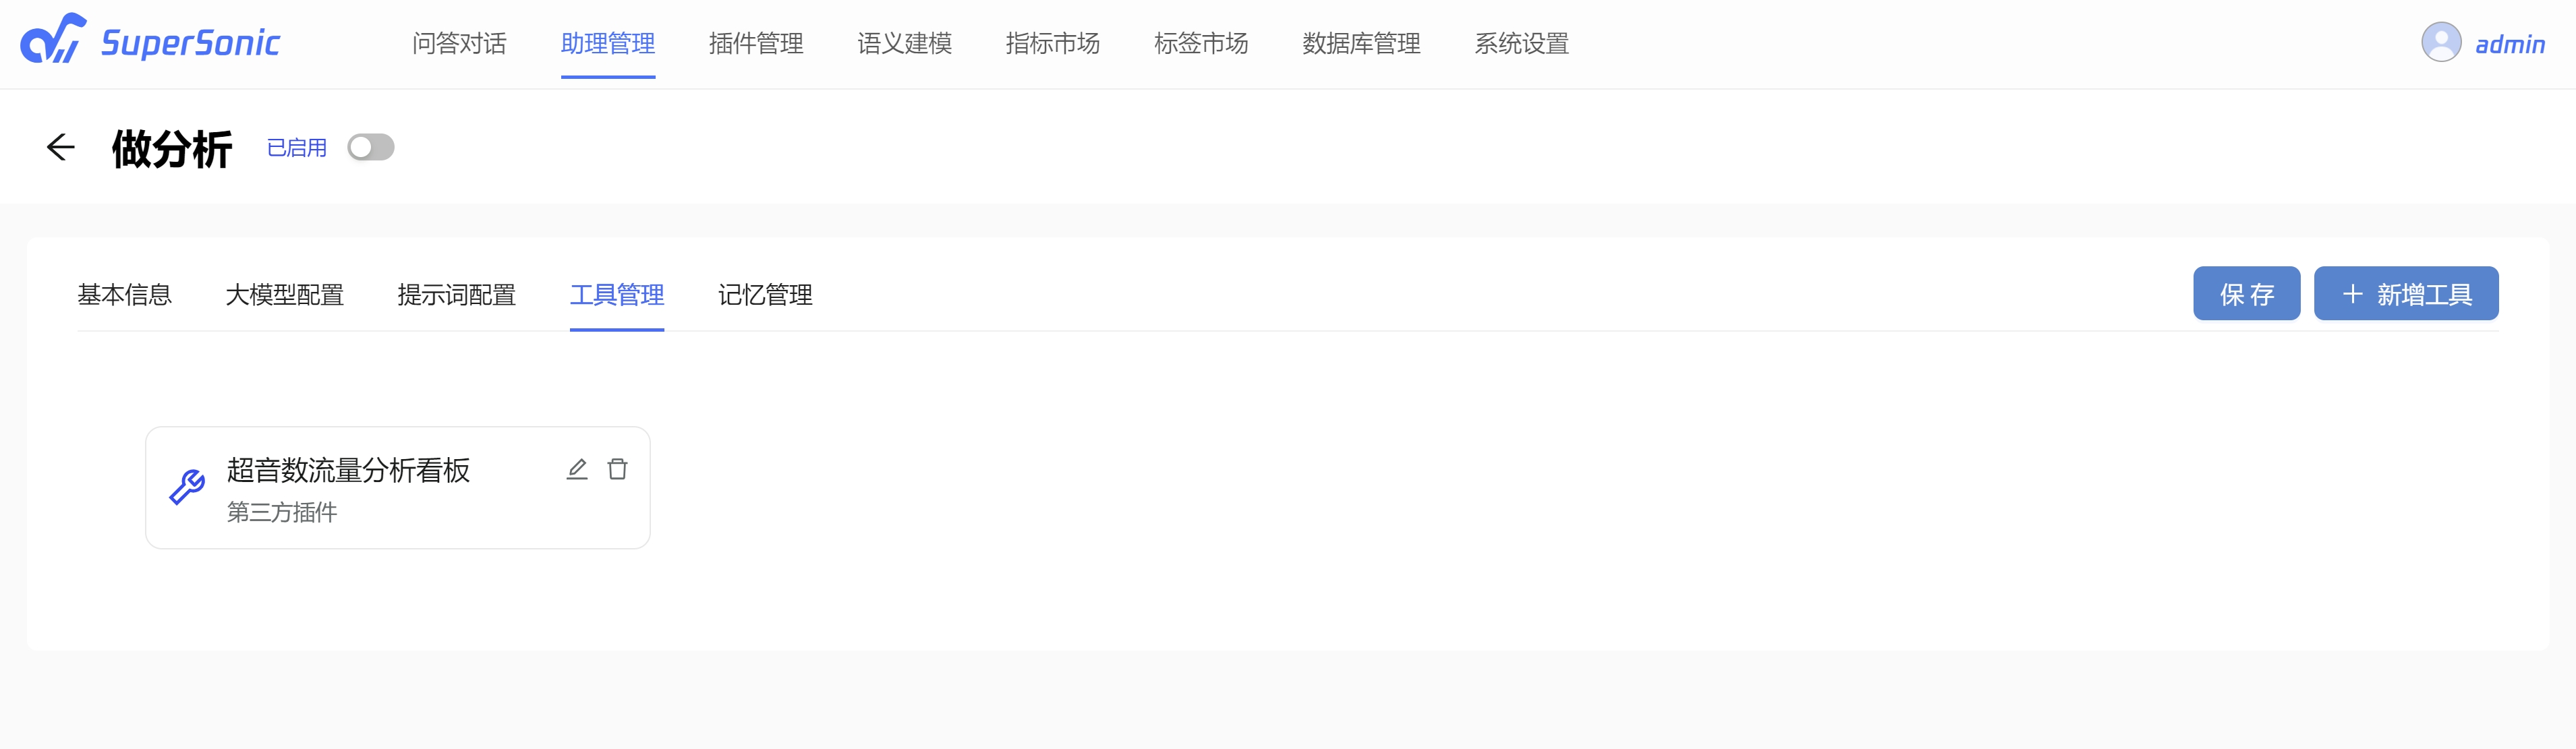 SuperSonic 问答对话 助理管理 插件管理 语义建模 指标市场 标签市场 数据库管理 系统设置 admin
做分析 已启用
基本信息 大模型配置 提示词配置 工具管理 记忆管理 保存 新增工具
超音数流量分析看板
第三方插件